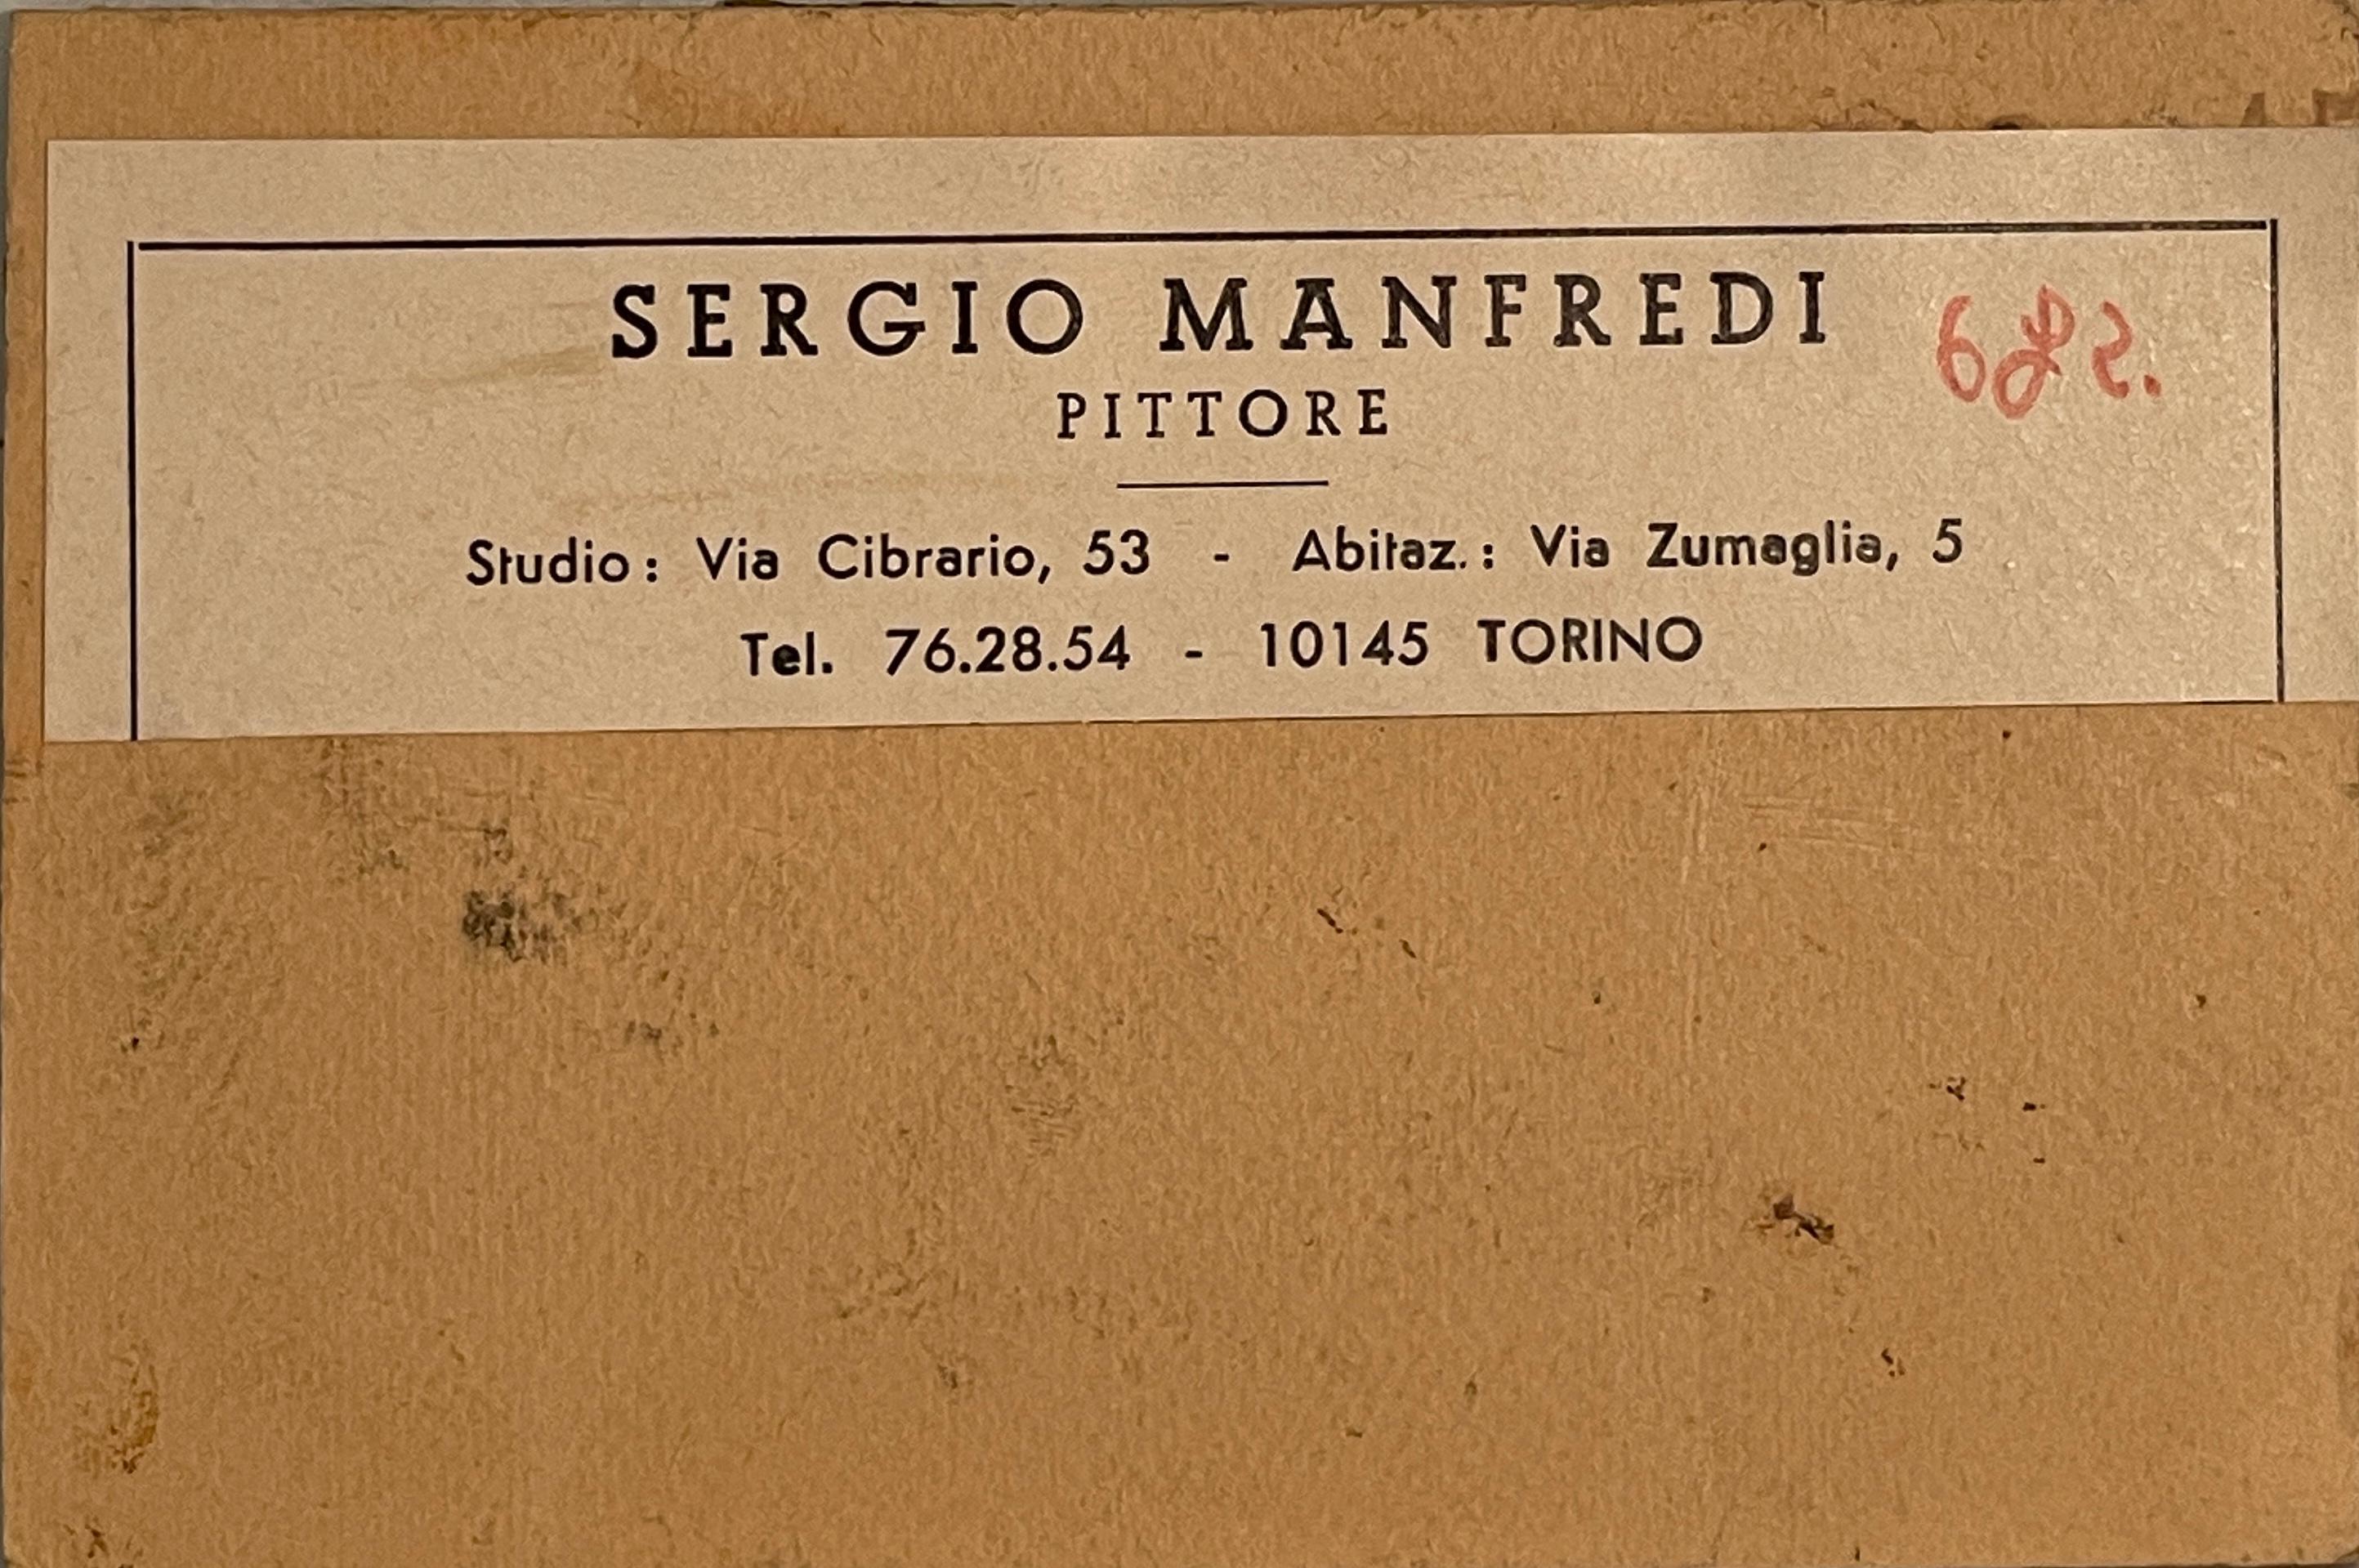 SERGIO MANFREDI
PITTORE
Studio: Via Cibrario, 53 - Abitaz.: Via Zumaglia, 5
Tel. 76.28.54 - 10145 TORINO